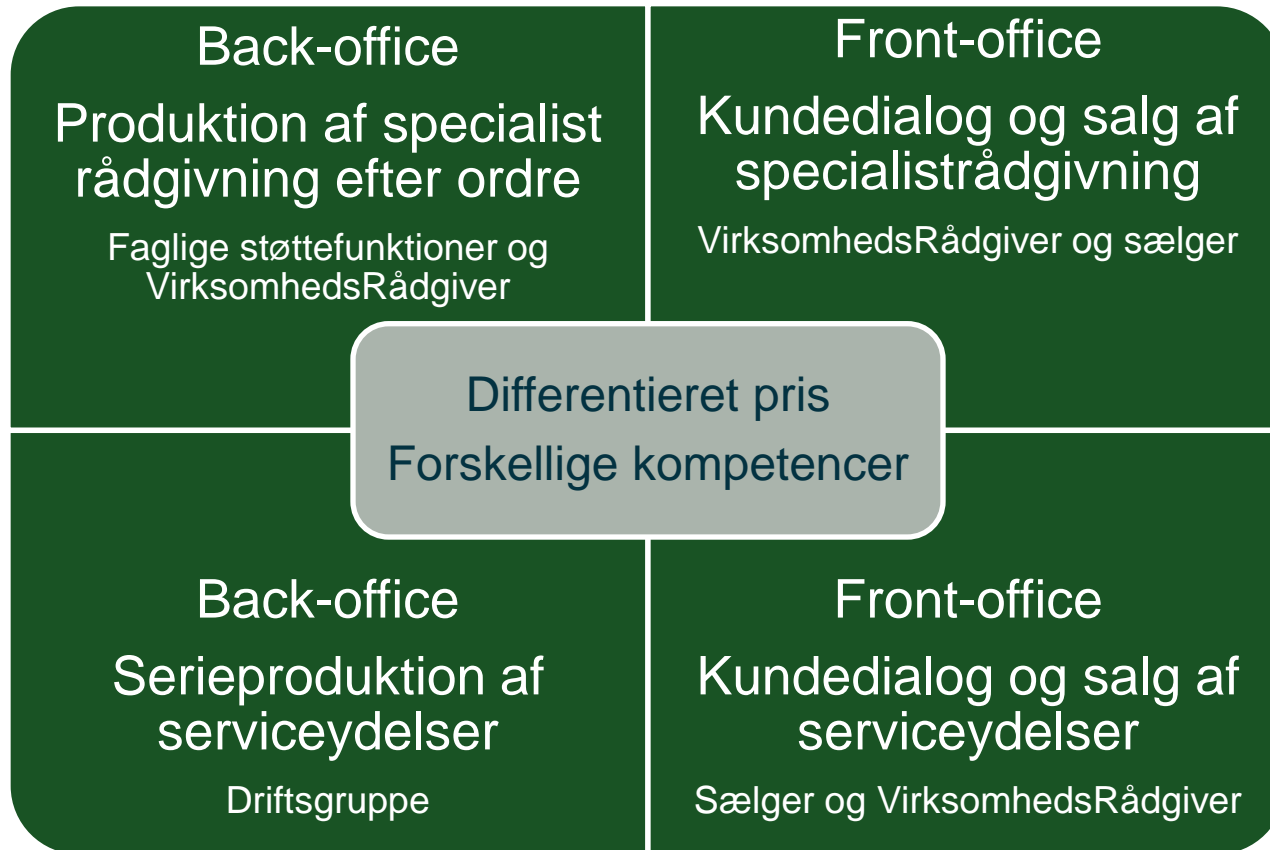 Back-office
Produktion af specialist
rådgivning efter ordre
Faglige støttefunktioner og
VirksomhedsRådgiver
Front-office
Kundedialog og salg af
specialistrådgivning
VirksomhedsRådgiver og sælger
Differentieret pris
Forskellige kompetencer
Back-office
Serieproduktion af
serviceydelser
Driftsgruppe
Front-office
Kundedialog og salg af
serviceydelser
Sælger og VirksomhedsRådgiver